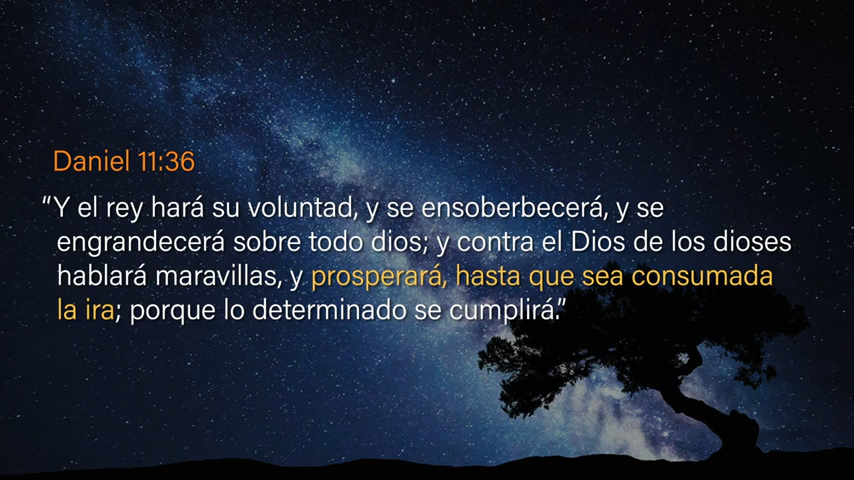 Daniel 11:36
“Y el rey hará su voluntad, y se ensoberbecerá, y se
engrandecerá sobre todo dios; y contra el Dios de los dioses
hablará maravillas, y prosperará, hasta que sea consumada
la ira; porque lo determinado se cumplirá.”